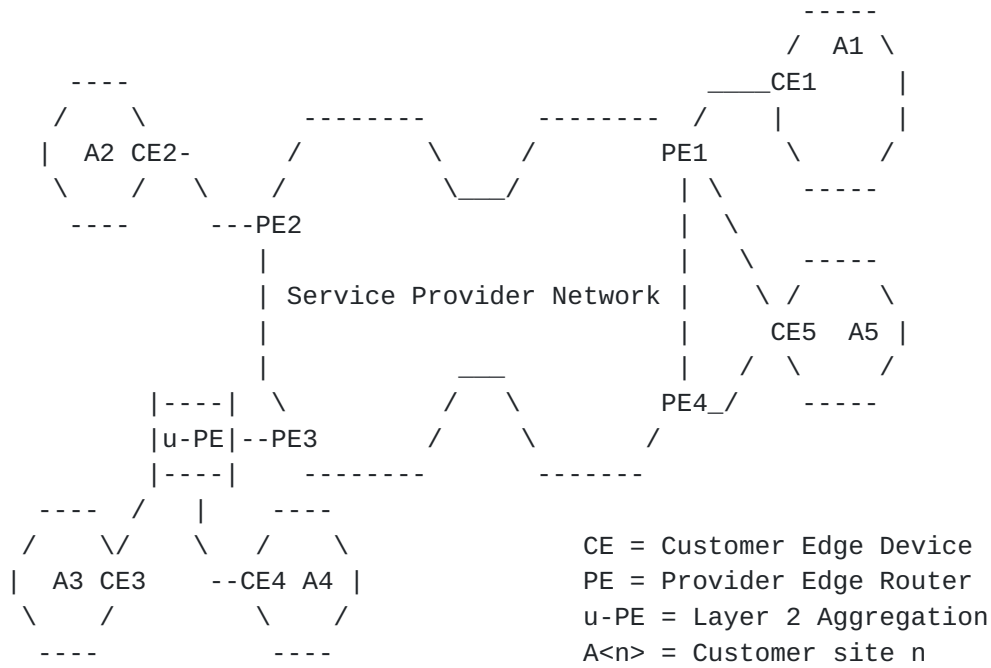 A1
CE1
A2 CE2
PE1
PE2
Service Provider Network
CE5 A5
PE4
u-PE
PE3
CE = Customer Edge Device
A3 CE3
CE4 A4
PE = Provider Edge Router
u-PE = Layer 2 Aggregation
A<n> = Customer site n